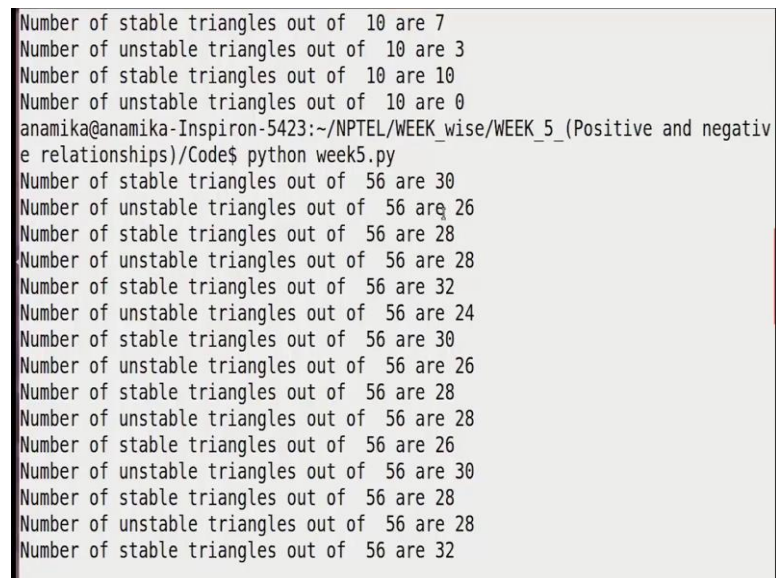 Number of stable triangles out of  10 are 7
Number of unstable triangles out of  10 are 3
Number of stable triangles out of  10 are 10
Number of unstable triangles out of  10 are 0
anamika@anamika-Inspiron-5423:~/NPTEL/WEEK_wise/WEEK_5_(Positive and negativ
e relationships)/Code$ python week5.py
Number of stable triangles out of  56 are 30
Number of unstable triangles out of  56 are 26
Number of stable triangles out of  56 are 28
Number of unstable triangles out of  56 are 28
Number of stable triangles out of  56 are 32
Number of unstable triangles out of  56 are 24
Number of stable triangles out of  56 are 30
Number of unstable triangles out of  56 are 26
Number of stable triangles out of  56 are 28
Number of unstable triangles out of  56 are 28
Number of stable triangles out of  56 are 26
Number of unstable triangles out of  56 are 30
Number of stable triangles out of  56 are 28
Number of unstable triangles out of  56 are 28
Number of stable triangles out of  56 are 32